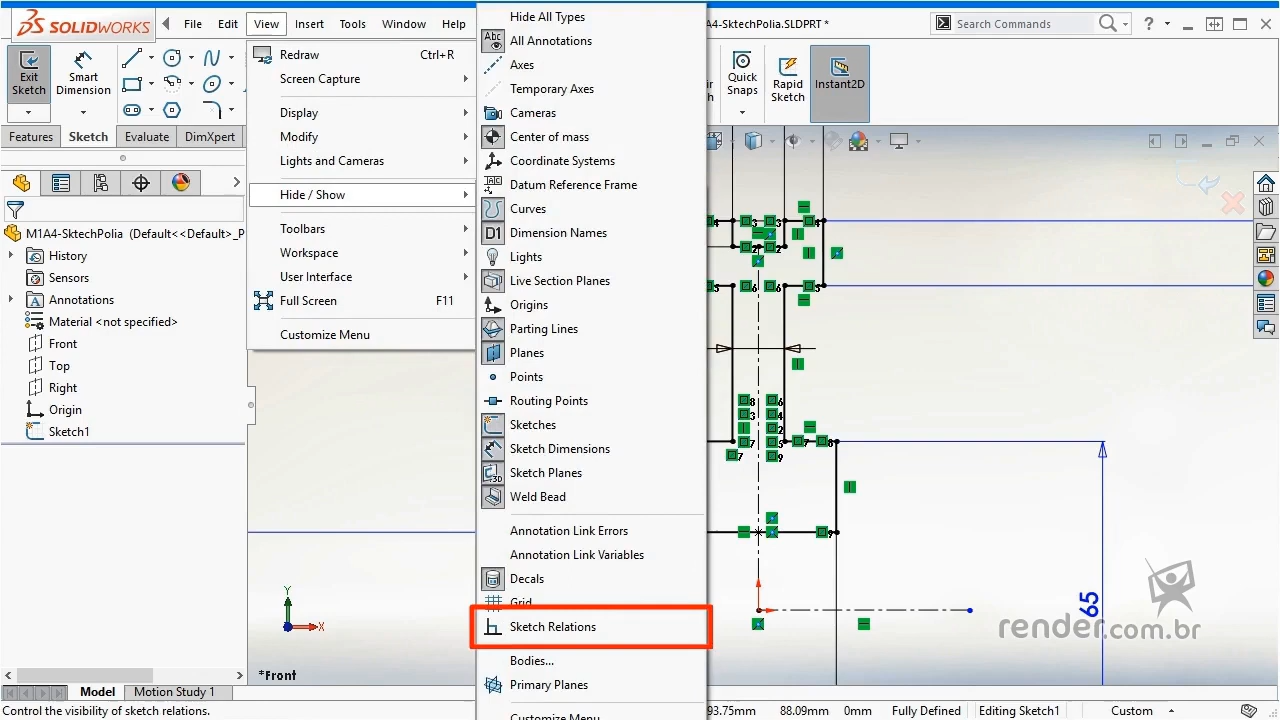 SOLIDWORKS
File Edit View Insert Tools Window Help
A4-SktechPolia.SLDPRT *
Search Commands
?
Exit Sketch
Smart Dimension
Quick Snaps
Rapid Sketch
Instant2D
Features Sketch Evaluate DimXpert
Redraw Ctrl+R
Screen Capture
Display
Modify
Lights and Cameras
Hide / Show
Toolbars
Workspace
User Interface
Full Screen F11
Customize Menu
Hide All Types
All Annotations
Axes
Temporary Axes
Cameras
Center of mass
Coordinate Systems
Datum Reference Frame
Curves
Dimension Names
Lights
Live Section Planes
Origins
Parting Lines
Planes
Points
Routing Points
Sketches
Sketch Dimensions
Sketch Planes
Weld Bead
Annotation Link Errors
Annotation Link Variables
Decals
Grid
Sketch Relations
Bodies...
Primary Planes
Customize Menu
M1A4-SktechPolia (Default<<Default>_P
History
Sensors
Annotations
Material <not specified>
Front
Top
Right
Origin
Sketch1
Y
X
*Front
65
render.com.br
Model Motion Study 1
Control the visibility of sketch relations.
93.75mm 88.09mm 0mm Fully Defined Editing Sketch1 Custom